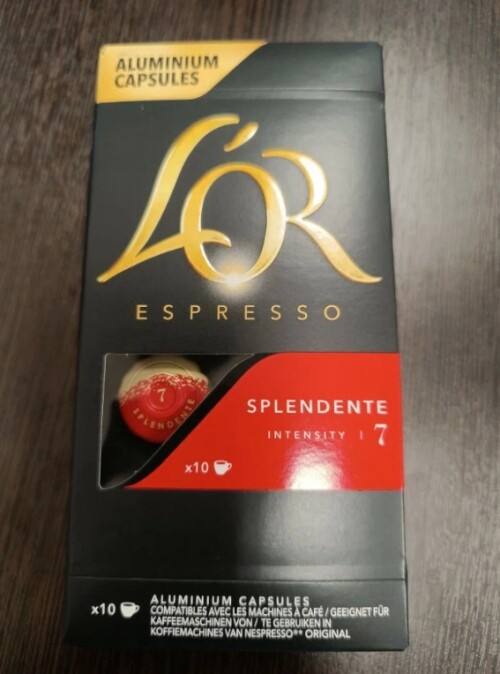 ALUMINIUM
CAPSULES
L'OR
ESPRESSO
7
SPLENDENTE
SPLENDENTE
INTENSITY | 7
x10
x10
ALUMINIUM CAPSULES
COMPATIBLES AVEC LES MACHINES À CAFÉ / GEEIGNET FÜR
KAFFEEMASCHINEN VON / TE GEBRUIKEN IN
KOFFIEMACHINES VAN NESPRESSO** ORIGINAL